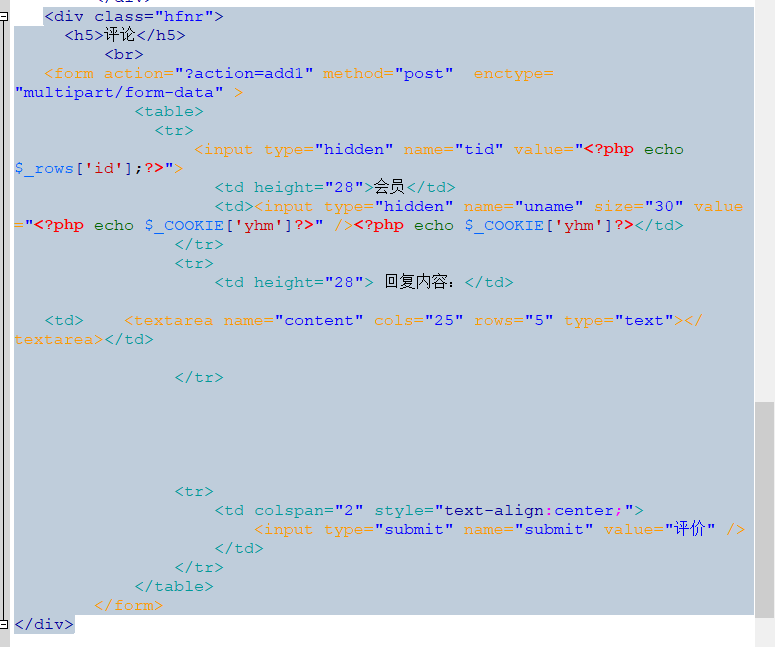 </div>
<div class="hfnr">
<h5>评论</h5>
<br>
<form action="?action=add1" method="post"  enctype=
"multipart/form-data" >
<table>
<tr>
<input type="hidden" name="tid" value="<?php echo
$_rows['id'];?>">
<td height="28">会员</td>
<td><input type="hidden" name="uname" size="30" value
="<?php echo $_COOKIE['yhm']?>" /><?php echo $_COOKIE['yhm']?></td>
</tr>
<tr>
<td height="28"> 回复内容：</td>
<td>    <textarea name="content" cols="25" rows="5" type="text"></
textarea></td>
</tr>
<tr>
<td colspan="2" style="text-align:center;">
<input type="submit" name="submit" value="评价" />
</td>
</tr>
</table>
</form>
</div>